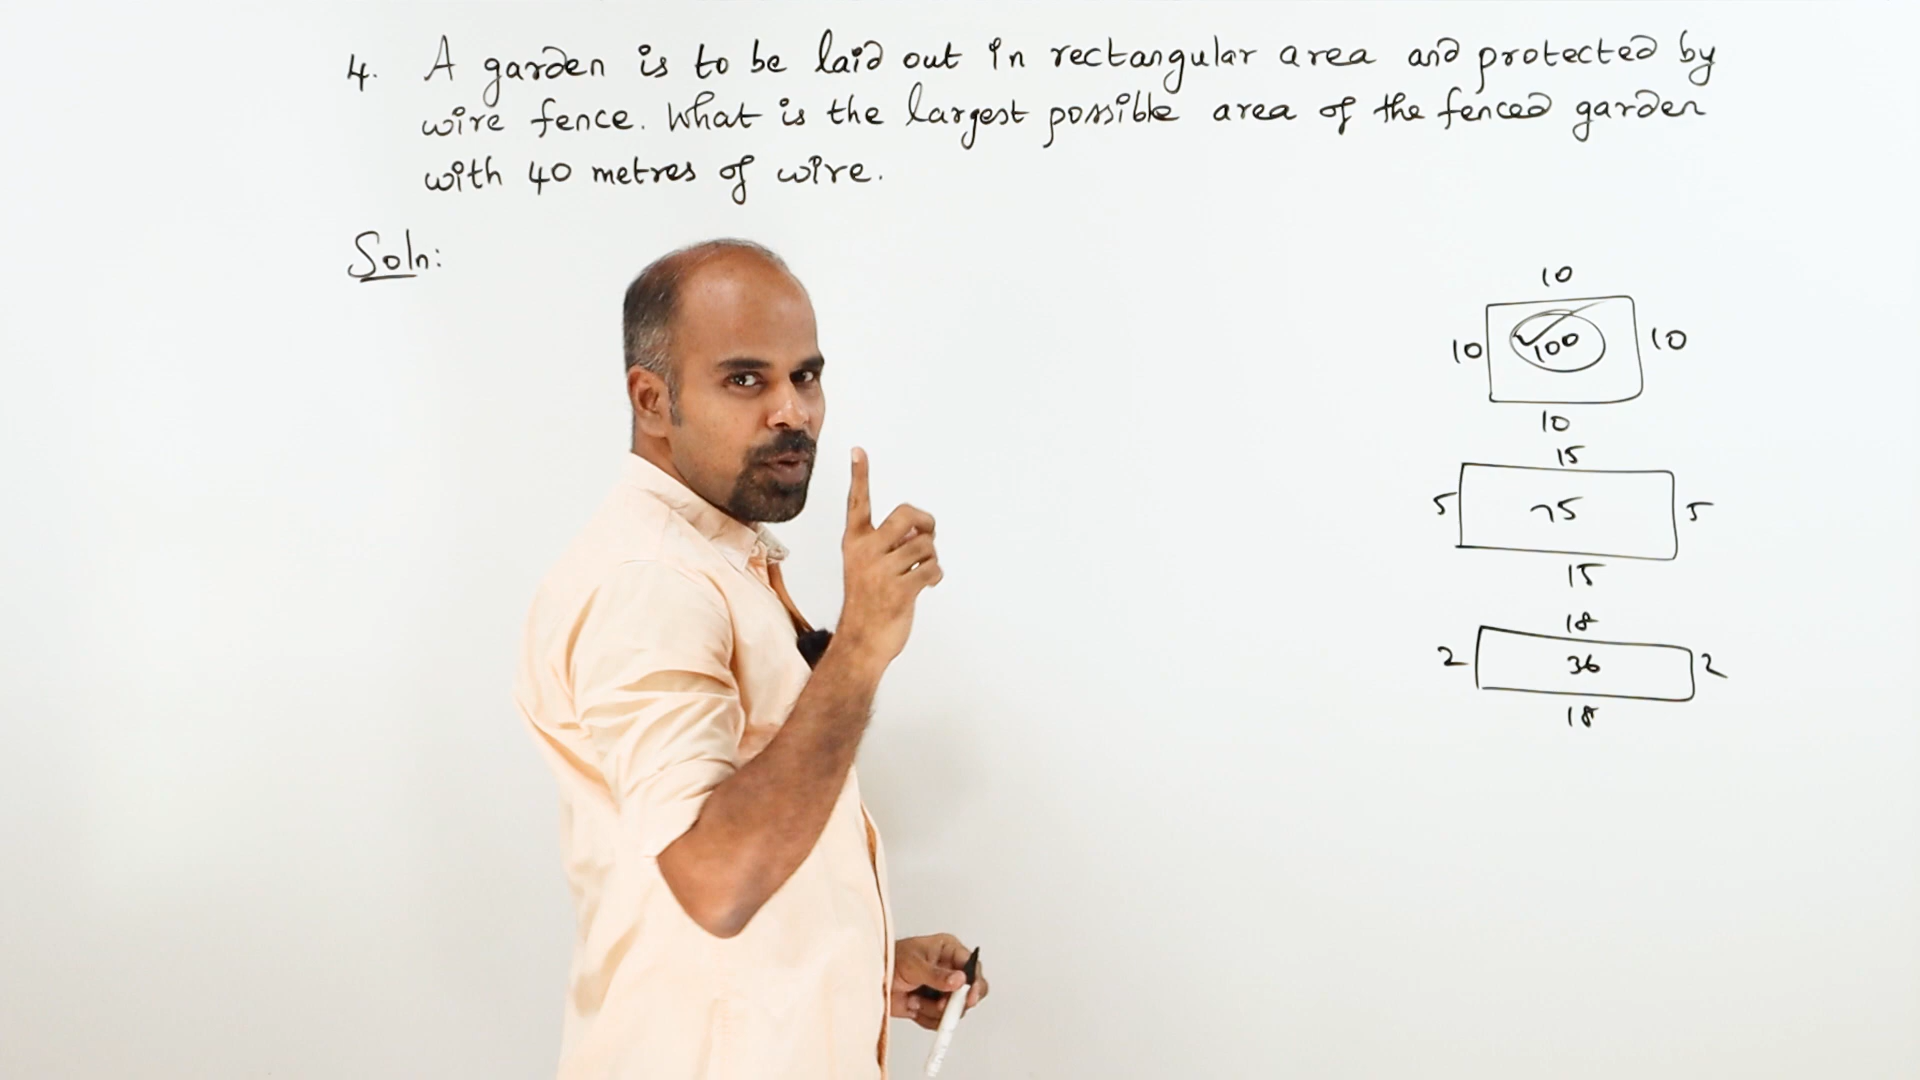 4. A garden is to be laid out in rectangular area and protected by
wire fence. What is the largest possible area of the fenced garden
with 40 metres of wire.
Soln:
10
10 100 10
10
15
5 75 5
15
18
2 36 2
18